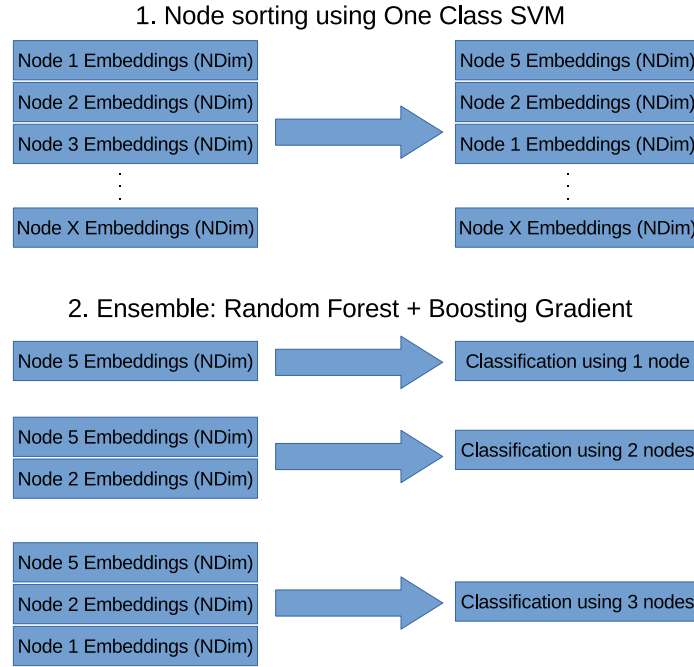 1. Node sorting using One Class SVM
Node 1 Embeddings (NDim)
Node 5 Embeddings (NDim)
Node 2 Embeddings (NDim)
Node 2 Embeddings (NDim)
Node 3 Embeddings (NDim)
Node 1 Embeddings (NDim)
Node X Embeddings (NDim)
Node X Embeddings (NDim)
2. Ensemble: Random Forest + Boosting Gradient
Node 5 Embeddings (NDim)
Classification using 1 node
Node 5 Embeddings (NDim)
Node 2 Embeddings (NDim)
Classification using 2 nodes
Node 5 Embeddings (NDim)
Node 2 Embeddings (NDim)
Node 1 Embeddings (NDim)
Classification using 3 nodes